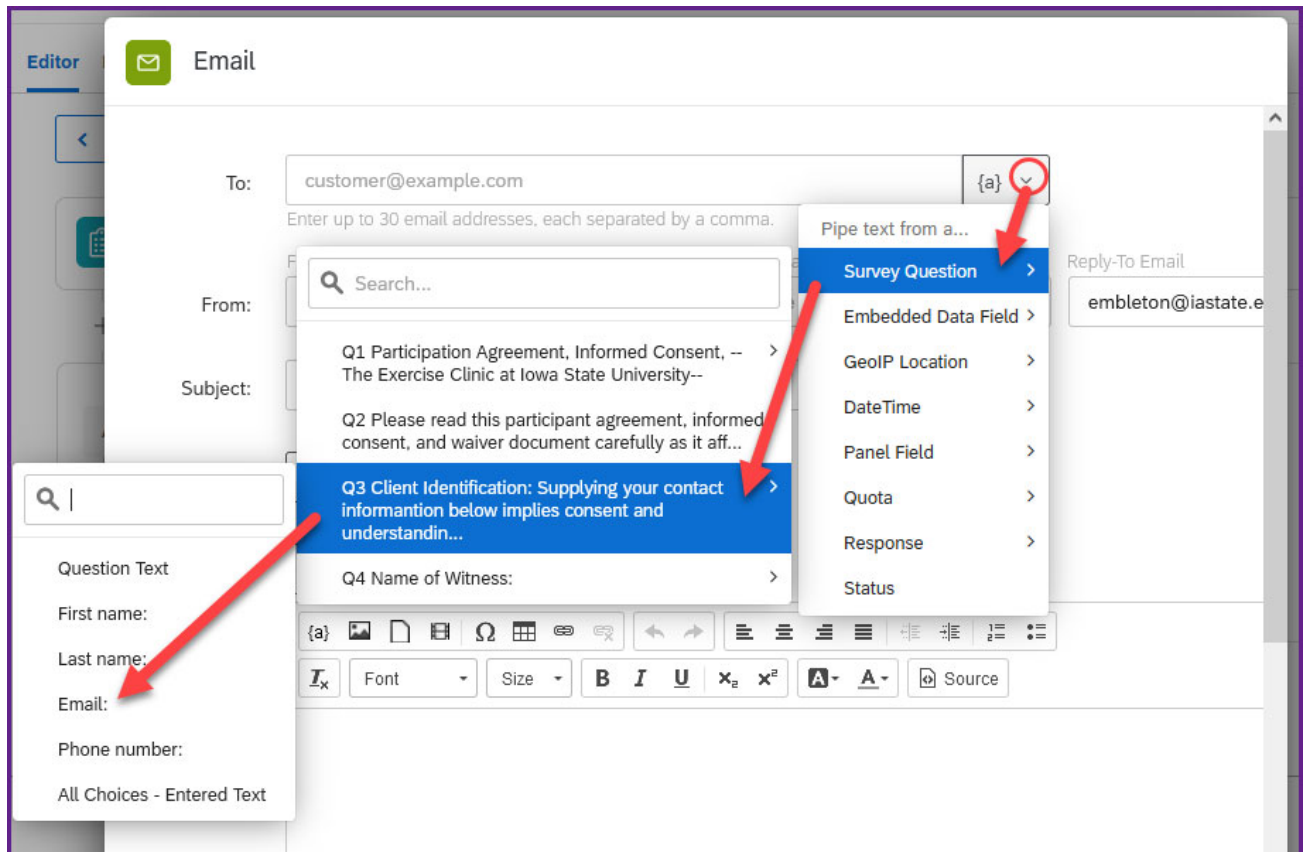 Editor
Email
To:
customer@example.com
{a}
Enter up to 30 email addresses, each separated by a comma.
Pipe text from a...
Survey Question
Embedded Data Field
GeoIP Location
DateTime
Panel Field
Quota
Response
Status
From:
Reply-To Email
embleton@iastate.e
Subject:
Search...
Q1 Participation Agreement, Informed Consent, --
The Exercise Clinic at Iowa State University--
Q2 Please read this participant agreement, informed
consent, and waiver document carefully as it aff...
Q3 Client Identification: Supplying your contact
informantion below implies consent and
understandin...
Q4 Name of Witness:
Question Text
First name:
Last name:
Email:
Phone number:
All Choices - Entered Text
{a}
Font
Size
B I U x₂ x²
A A
Source